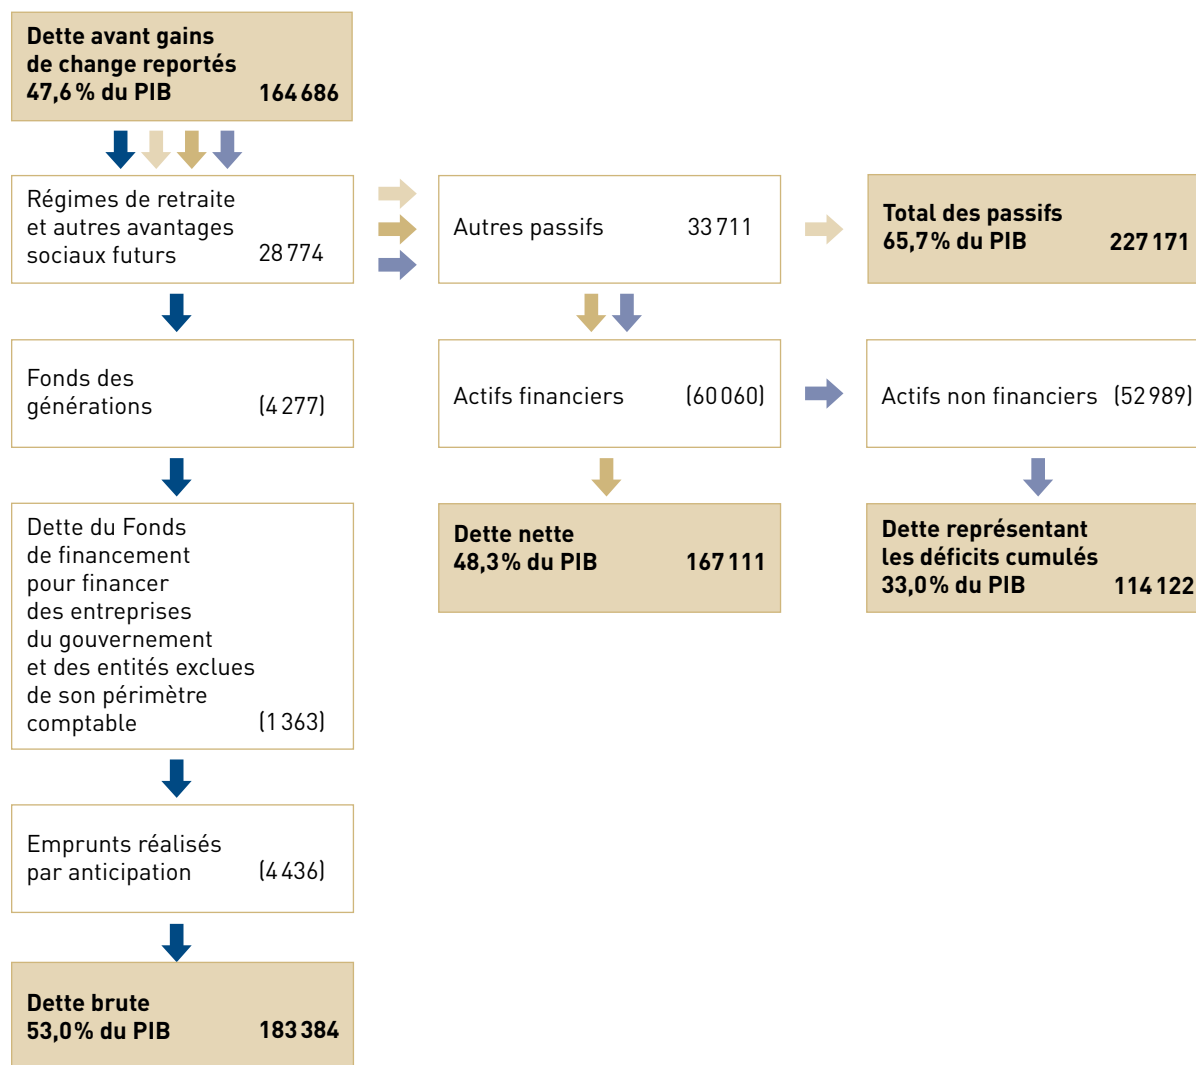 Dette avant gains
de change reportés
47,6 % du PIB 164 686
Régimes de retraite
et autres avantages
sociaux futurs 28 774
Autres passifs 33 711
Total des passifs
65,7 % du PIB 227 171
Fonds des
générations (4 277)
Actifs financiers (60 060)
Actifs non financiers (52 989)
Dette du Fonds
de financement
pour financer
des entreprises
du gouvernement
et des entités exclues
de son périmètre
comptable (1 363)
Dette nette
48,3 % du PIB 167 111
Dette représentant
les déficits cumulés
33,0 % du PIB 114 122
Emprunts réalisés
par anticipation (4 436)
Dette brute
53,0 % du PIB 183 384